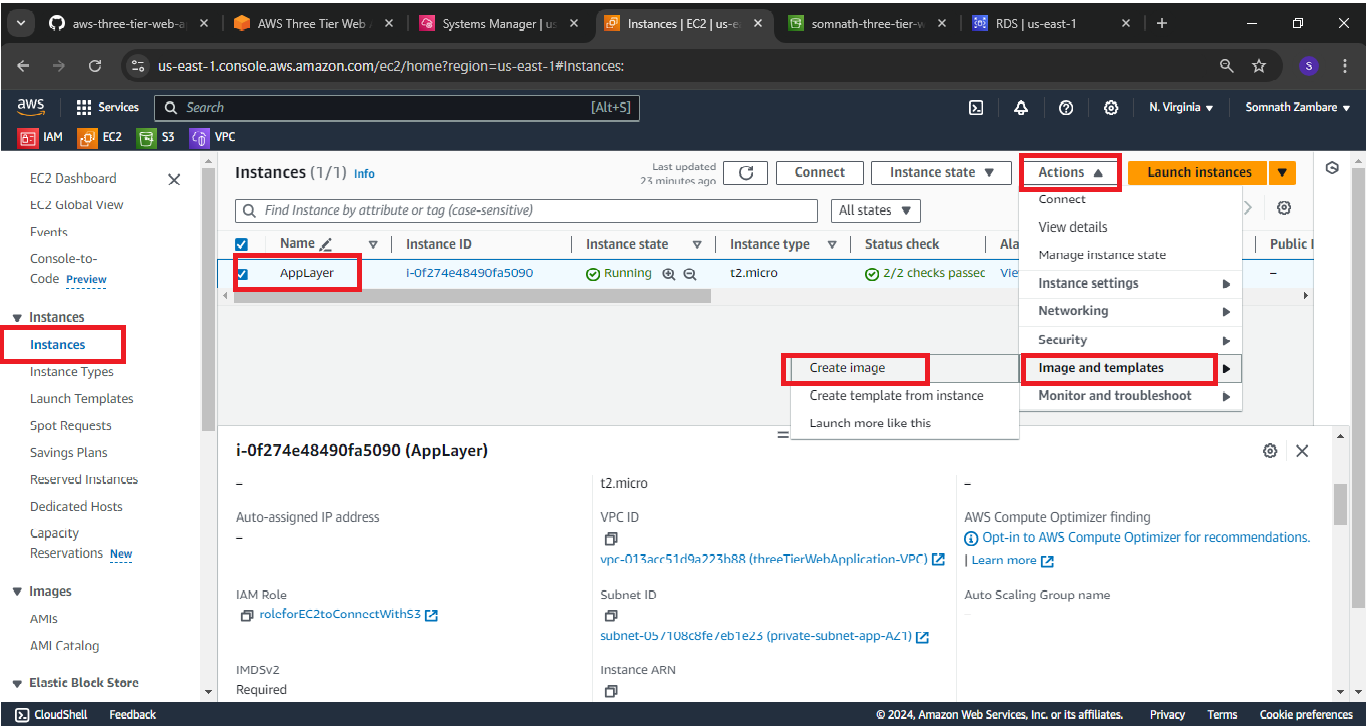 aws-three-tier-web-a
AWS Three Tier Web
Systems Manager | us
Instances | EC2 | us-e
somnath-three-tier-w
RDS | us-east-1
us-east-1.console.aws.amazon.com/ec2/home?region=us-east-1#Instances:
S
aws
Services
Search
[Alt+S]
N. Virginia
Somnath Zambare
IAM
EC2
S3
VPC
EC2 Dashboard
EC2 Global View
Events
Console-to-
Code Preview
Instances
Instances
Instance Types
Launch Templates
Spot Requests
Savings Plans
Reserved Instances
Dedicated Hosts
Capacity
Reservations New
Images
AMIs
AMI Catalog
Elastic Block Store
Instances (1/1) Info
Last updated
23 minutes ago
Connect
Instance state
Actions
Launch instances
Find Instance by attribute or tag (case-sensitive)
All states
Name
Instance ID
Instance state
Instance type
Status check
Ala
Public I
AppLayer
i-0f274e48490fa5090
Running
t2.micro
2/2 checks passec
Vie
–
Connect
View details
Manage instance state
Instance settings
Networking
Security
Image and templates
Monitor and troubleshoot
Create image
Create template from instance
Launch more like this
i-0f274e48490fa5090 (AppLayer)
–
t2.micro
–
Auto-assigned IP address
–
VPC ID
vpc-013acc51d9a223b88 (threeTierWebApplication-VPC)
AWS Compute Optimizer finding
Opt-in to AWS Compute Optimizer for recommendations.
| Learn more
IAM Role
roleforEC2toConnectWithS3
Subnet ID
subnet-057108c8fe7eb1e23 (private-subnet-app-AZ1)
Auto Scaling Group name
–
IMDSv2
Required
Instance ARN
CloudShell
Feedback
© 2024, Amazon Web Services, Inc. or its affiliates.
Privacy
Terms
Cookie preferences